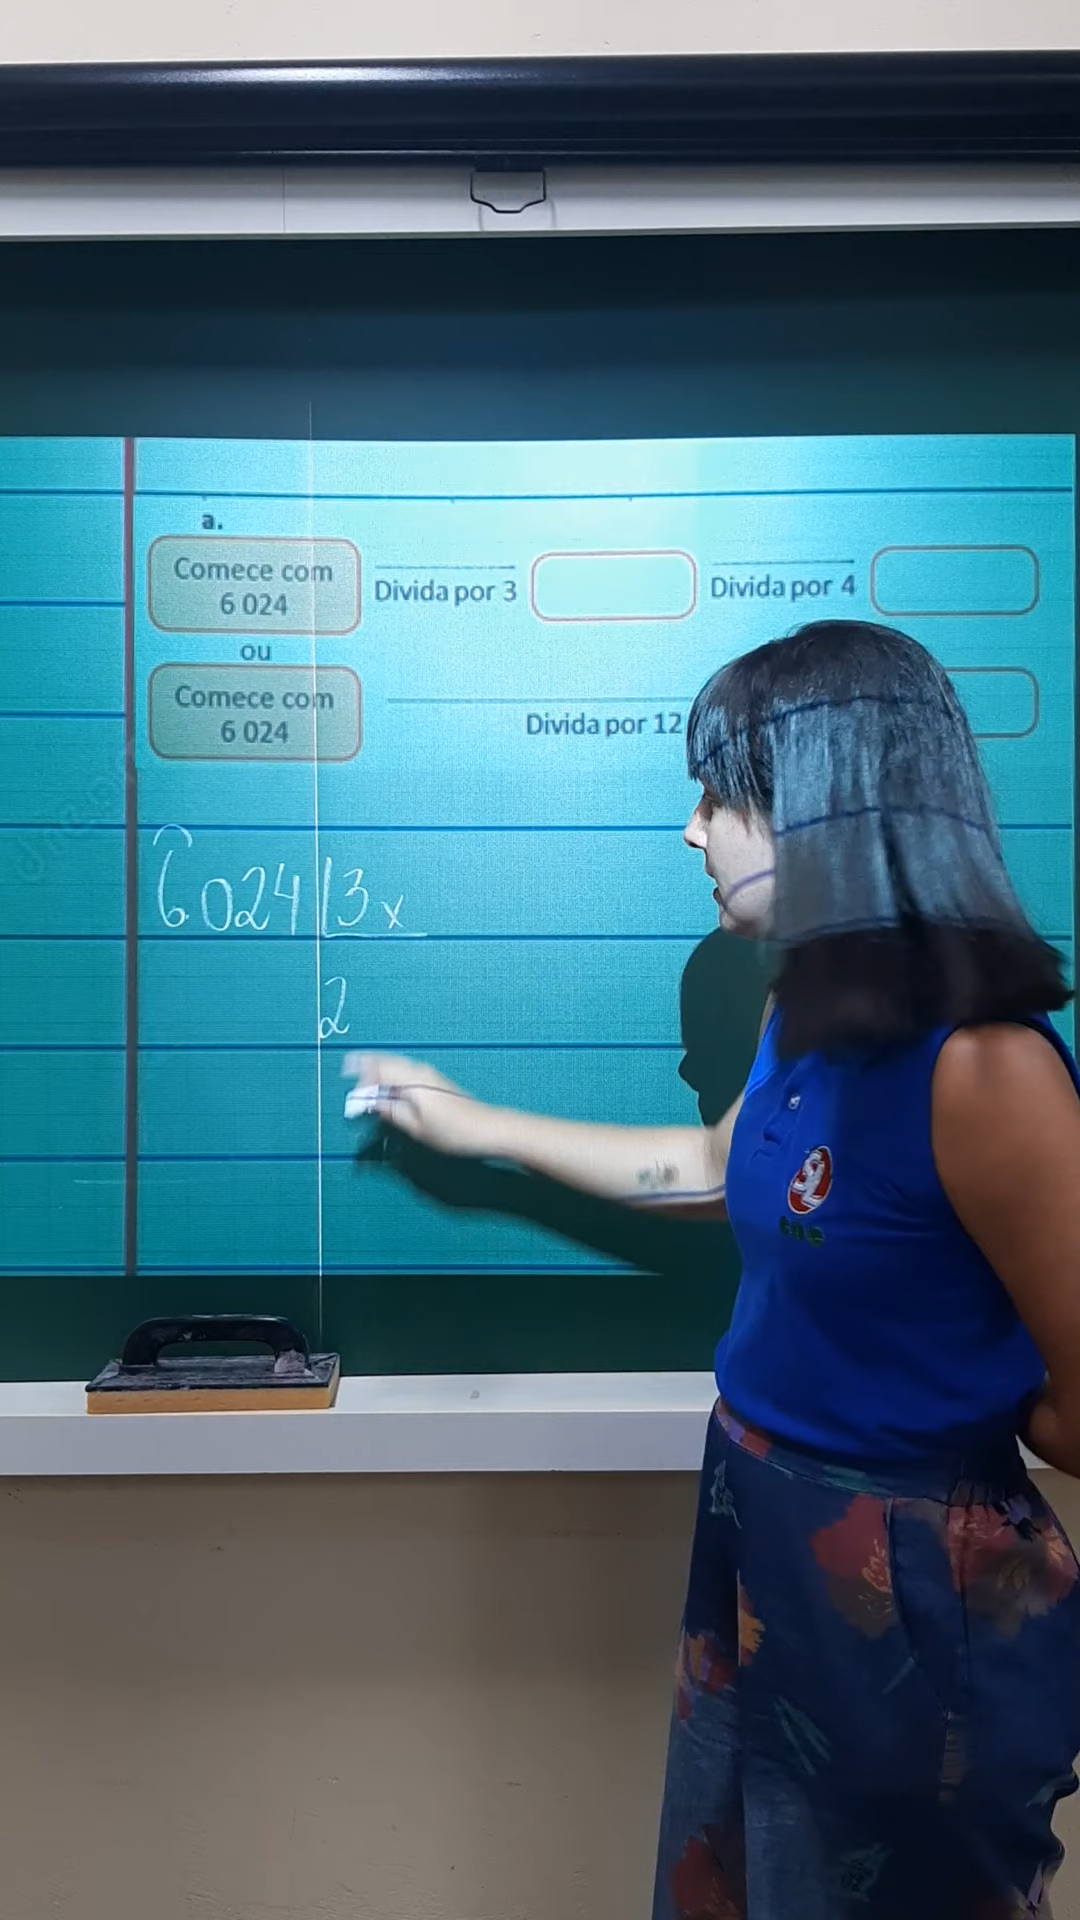 a.
Comece com
6 024
Divida por 3
Divida por 4
ou
Comece com
6 024
Divida por 12
6024 3 x
2